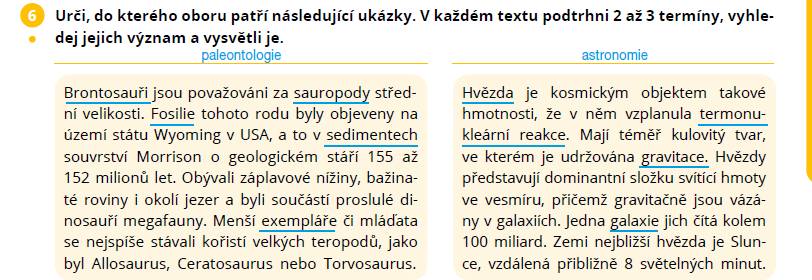 6 Urči, do kterého oboru patří následující ukázky. V každém textu podtrhni 2 až 3 termíny, vyhle-
dej jejich význam a vysvětli je.
paleontologie
Brontosauři jsou považováni za sauropody střed-
ní velikosti. Fosilie tohoto rodu byly objeveny na
území státu Wyoming v USA, a to v sedimentech
souvrství Morrison o geologickém stáří 155 až
152 milionů let. Obývali záplavové nížiny, bažina-
té roviny i okolí jezer a byli součástí proslulé di-
nosauří megafauny. Menší exempláře či mláďata
se nejspíše stávali kořistí velkých teropodů, jako
byl Allosaurus, Ceratosaurus nebo Torvosaurus.
astronomie
Hvězda je kosmickým objektem takové
hmotnosti, že v něm vzplanula termonu-
kleární reakce. Mají téměř kulovitý tvar,
ve kterém je udržována gravitace. Hvězdy
představují dominantní složku svítící hmoty
ve vesmíru, přičemž gravitačně jsou vázá-
ny v galaxiích. Jedna galaxie jich čítá kolem
100 miliard. Zemi nejbližší hvězda je Slun-
ce, vzdálená přibližně 8 světelných minut.